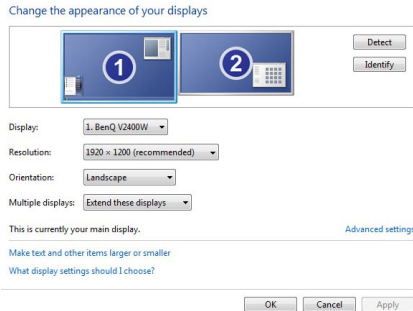 Change the appearance of your displays
1 2
Detect
Identify
Display: 1. BenQ V2400W
Resolution: 1920 × 1200 (recommended)
Orientation: Landscape
Multiple displays: Extend these displays
This is currently your main display. Advanced settings
Make text and other items larger or smaller
What display settings should I choose?
OK Cancel Apply